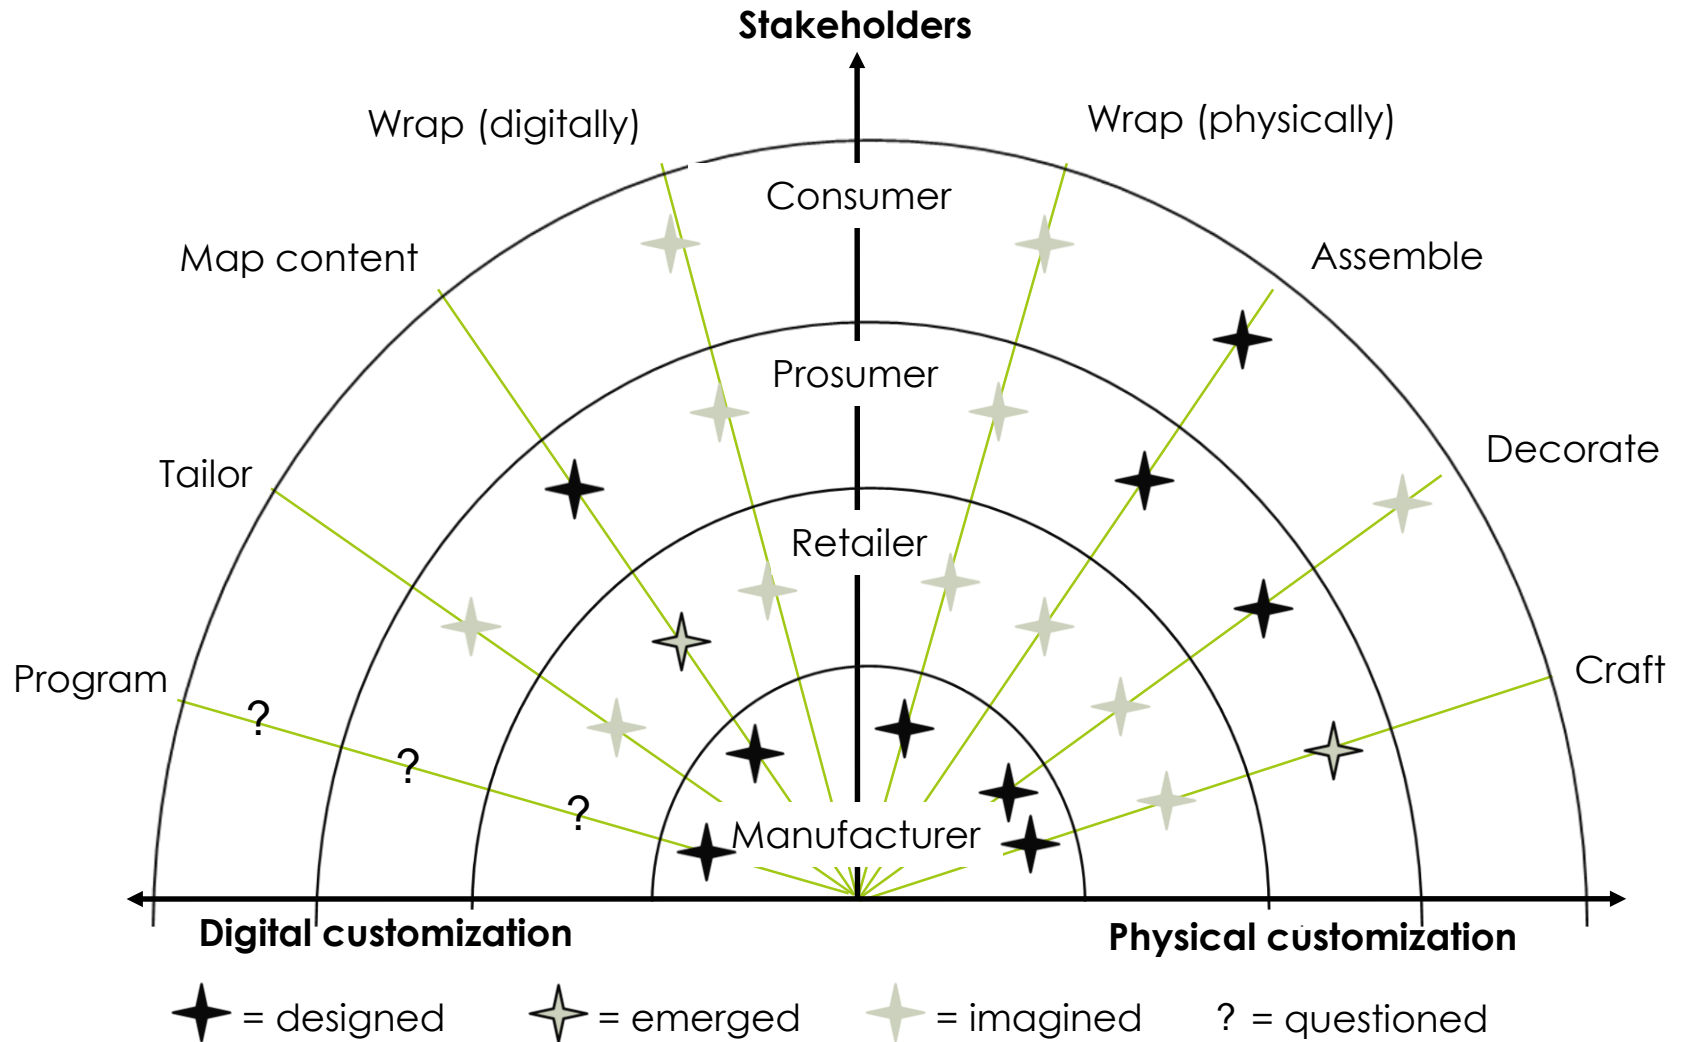 Stakeholders
Wrap (digitally)
Wrap (physically)
Consumer
Map content
Assemble
Prosumer
Tailor
Decorate
Retailer
Program
Craft
?
?
?
Manufacturer
Digital customization
Physical customization
= designed
= emerged
= imagined
? = questioned